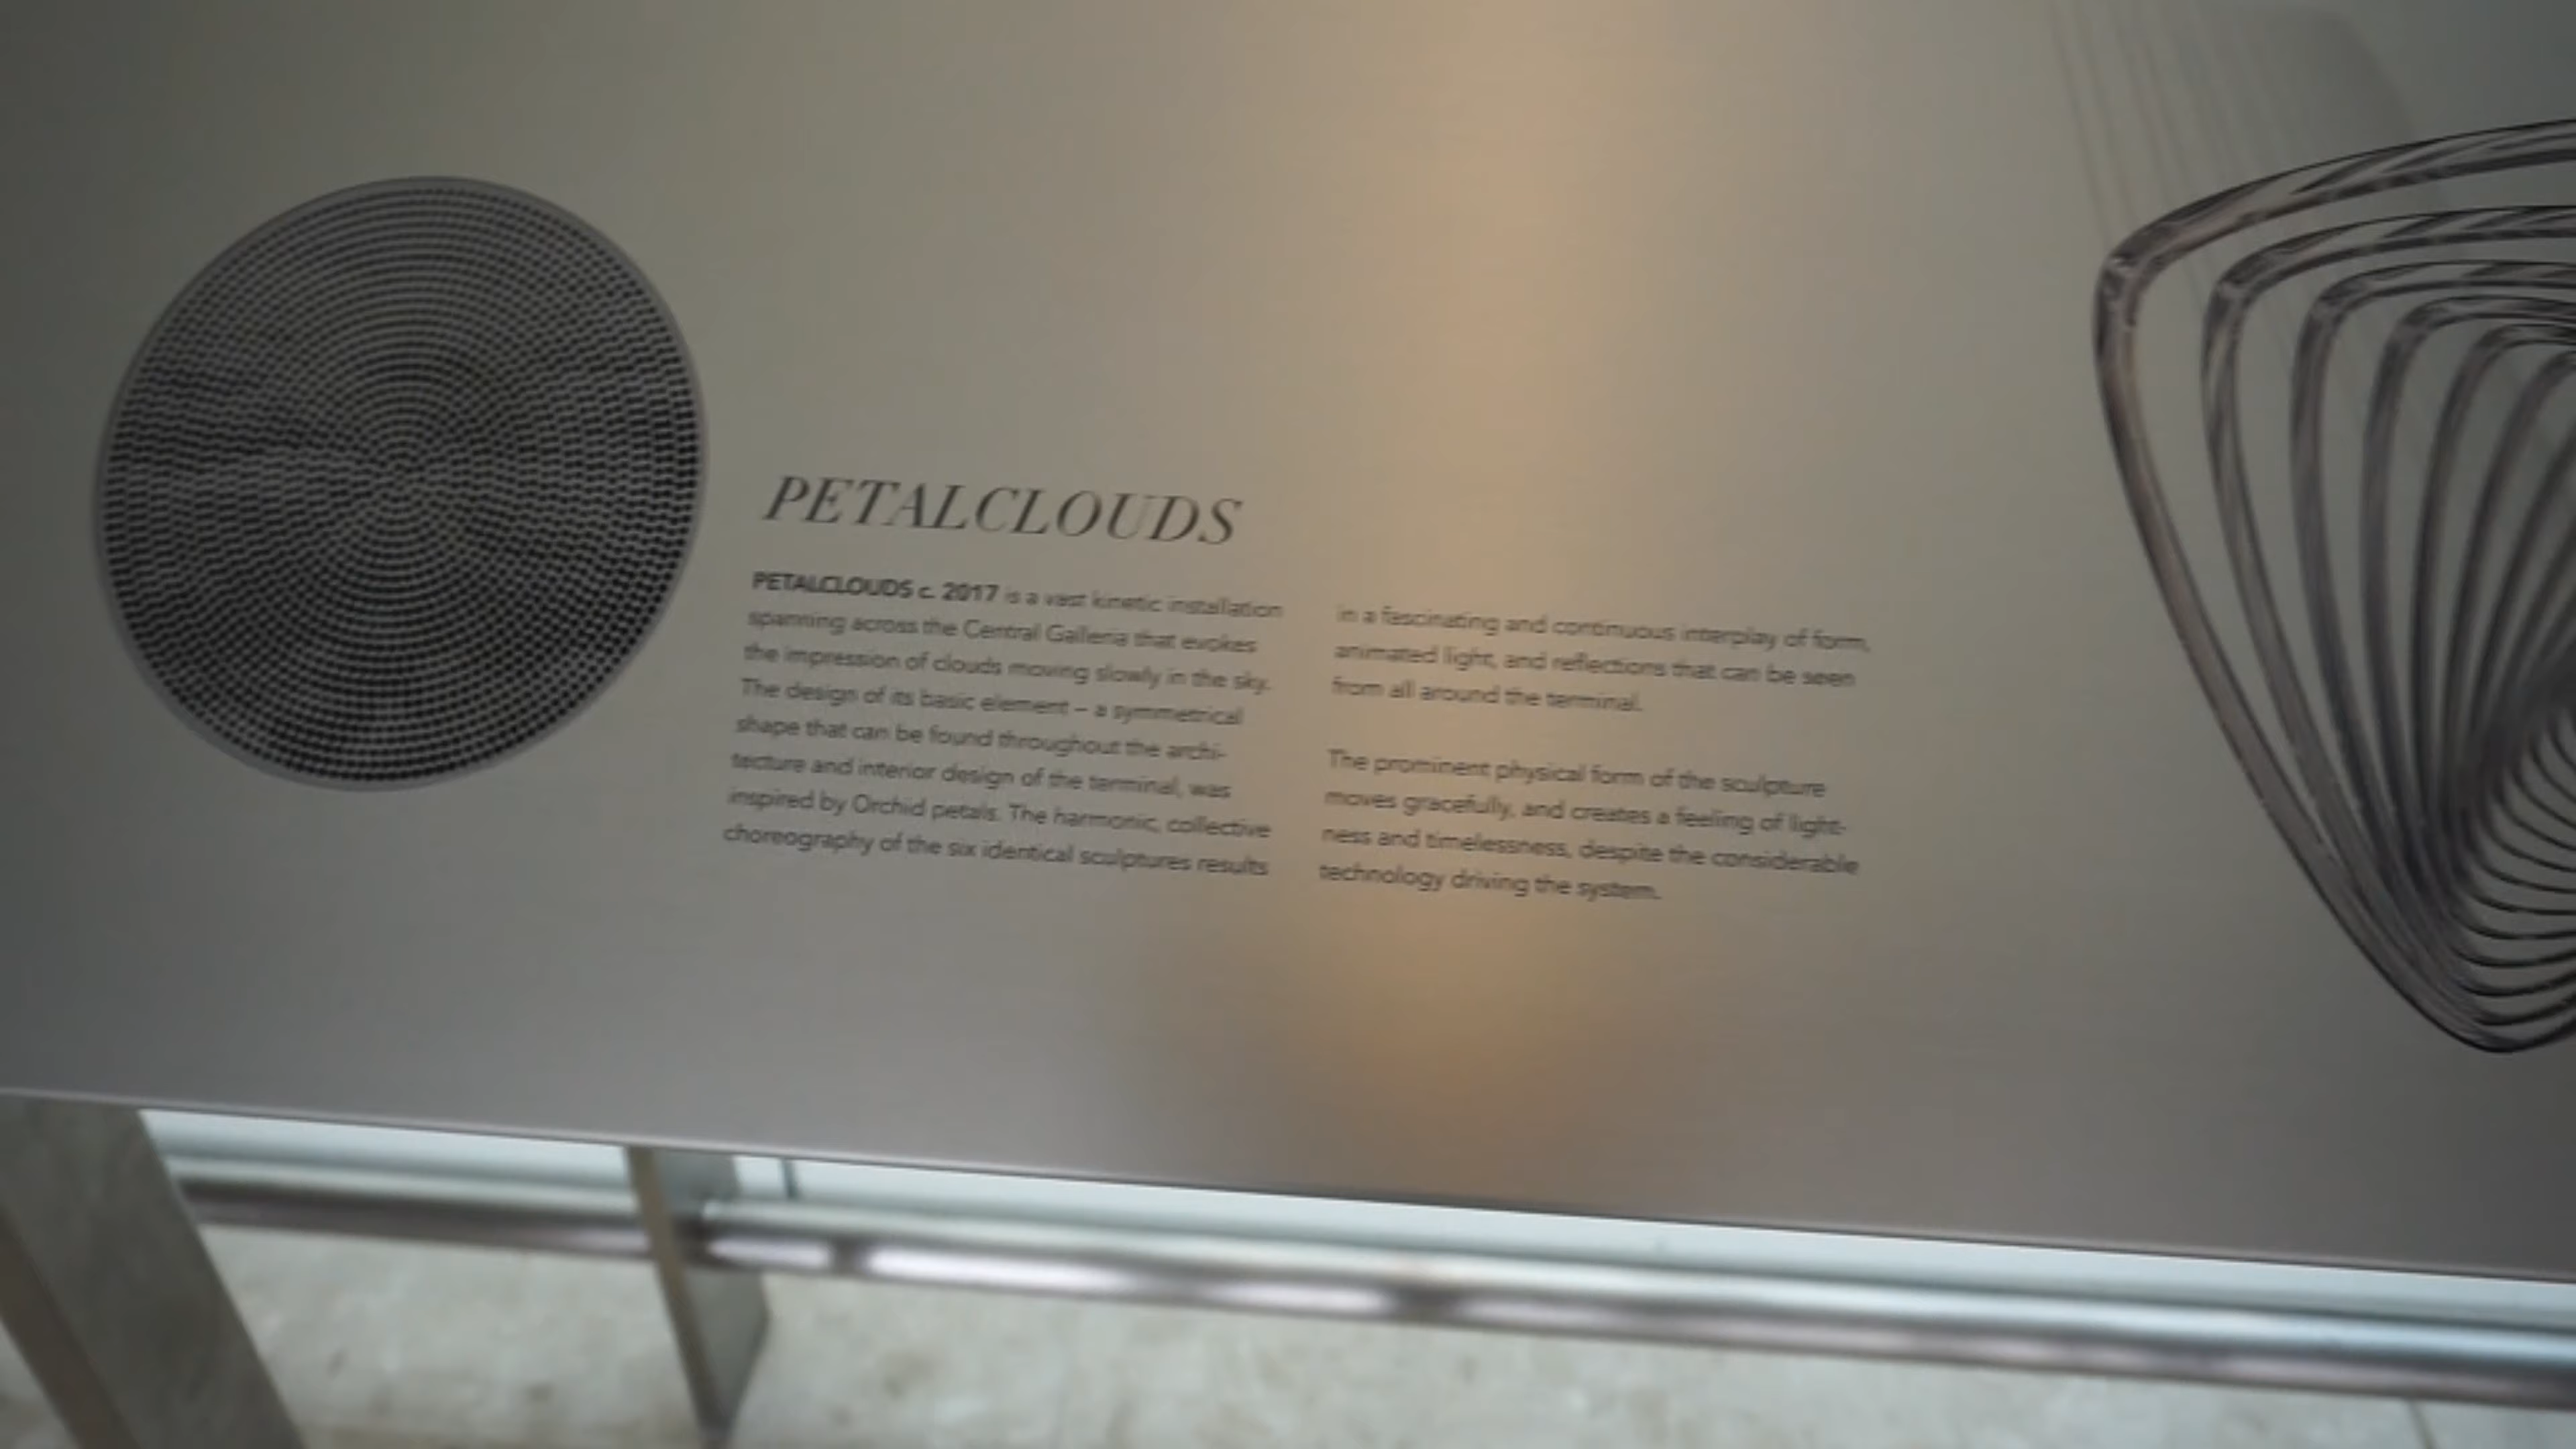 PETALCLOUDS
PETALCLOUDS c. 2017 is a vast kinetic installation
spanning across the Central Galleria that evokes
the impression of clouds moving slowly in the sky.
The design of its basic element – a symmetrical
shape that can be found throughout the archi-
tecture and interior design of the terminal, was
inspired by Orchid petals. The harmonic, collective
choreography of the six identical sculptures results
in a fascinating and continuous interplay of form,
animated light, and reflections that can be seen
from all around the terminal.
The prominent physical form of the sculpture
moves gracefully, and creates a feeling of light-
ness and timelessness, despite the considerable
technology driving the system.